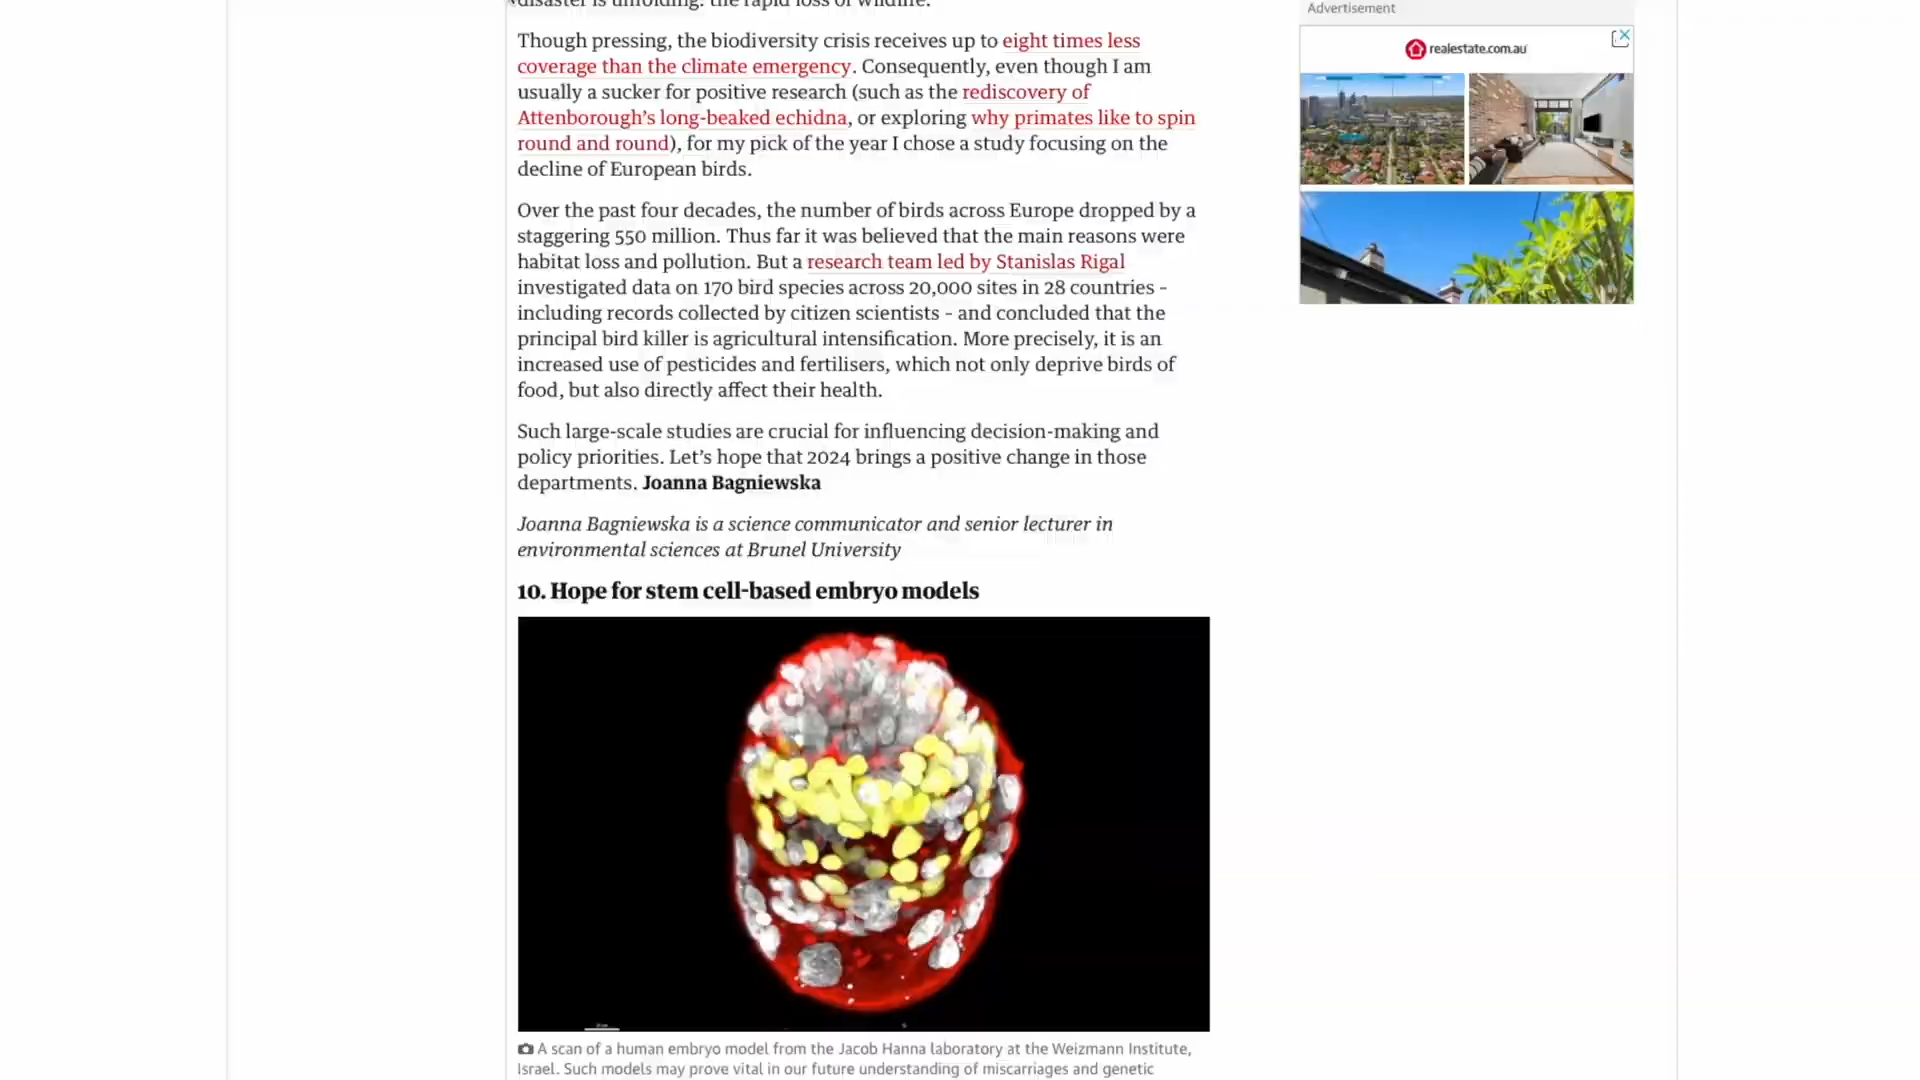 disaster is unfolding: the rapid loss of wildlife.
Though pressing, the biodiversity crisis receives up to eight times less
coverage than the climate emergency. Consequently, even though I am
usually a sucker for positive research (such as the rediscovery of
Attenborough's long-beaked echidna, or exploring why primates like to spin
round and round), for my pick of the year I chose a study focusing on the
decline of European birds.
Over the past four decades, the number of birds across Europe dropped by a
staggering 550 million. Thus far it was believed that the main reasons were
habitat loss and pollution. But a research team led by Stanislas Rigal
investigated data on 170 bird species across 20,000 sites in 28 countries –
including records collected by citizen scientists – and concluded that the
principal bird killer is agricultural intensification. More precisely, it is an
increased use of pesticides and fertilisers, which not only deprive birds of
food, but also directly affect their health.
Such large-scale studies are crucial for influencing decision-making and
policy priorities. Let's hope that 2024 brings a positive change in those
departments. Joanna Bagniewska
Joanna Bagniewska is a science communicator and senior lecturer in
environmental sciences at Brunel University
10. Hope for stem cell-based embryo models
A scan of a human embryo model from the Jacob Hanna laboratory at the Weizmann Institute,
Israel. Such models may prove vital in our future understanding of miscarriages and genetic
Advertisement
realestate.com.au